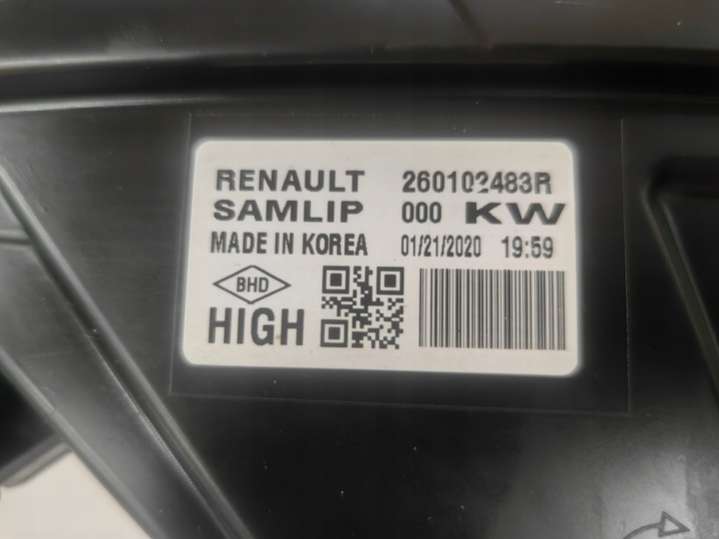 RENAULT 260102483R
SAMLIP 000 KW
MADE IN KOREA 01/21/2020 19:59
BHD
HIGH